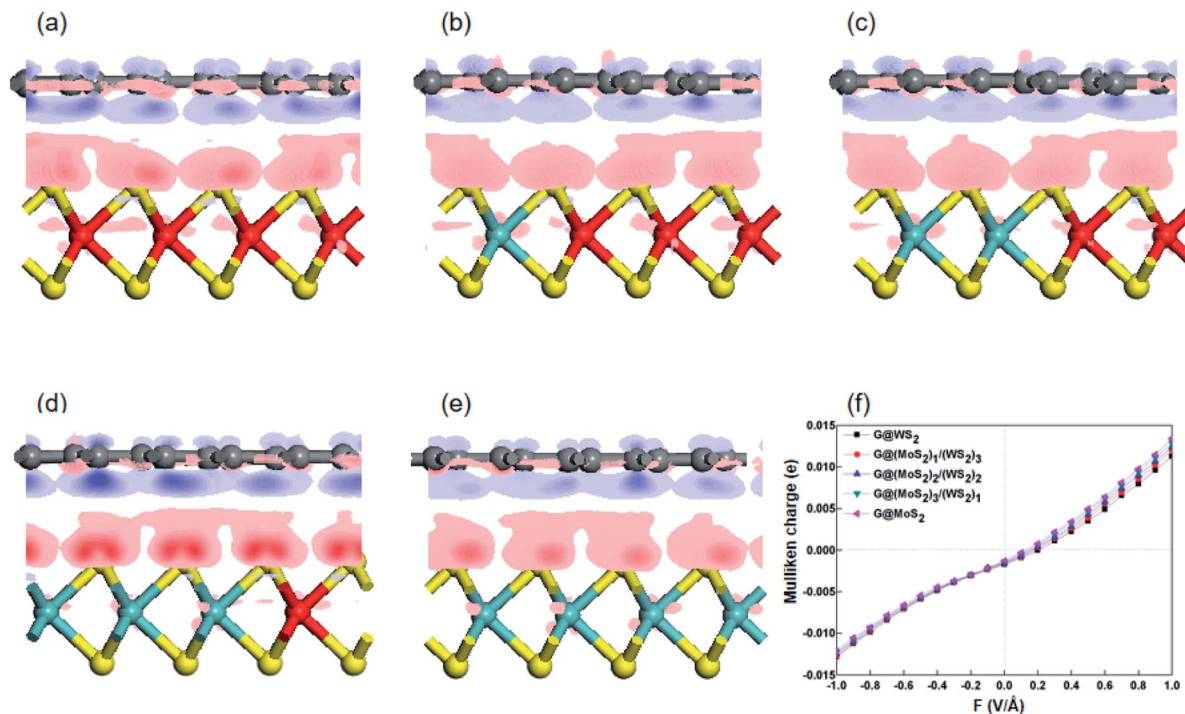 (a)
(b)
(c)
(d)
(e)
(f)
0.015
0.010
0.005
0.000
-0.005
-0.010
-0.015
Mulliken charge (e)
G@WS₂
G@(MoS₂)₁/(WS₂)₃
G@(MoS₂)₂/(WS₂)₂
G@(MoS₂)₃/(WS₂)₁
G@MoS₂
-1.0 -0.8 -0.6 -0.4 -0.2 0.0 0.2 0.4 0.6 0.8 1.0
F (V/Å)